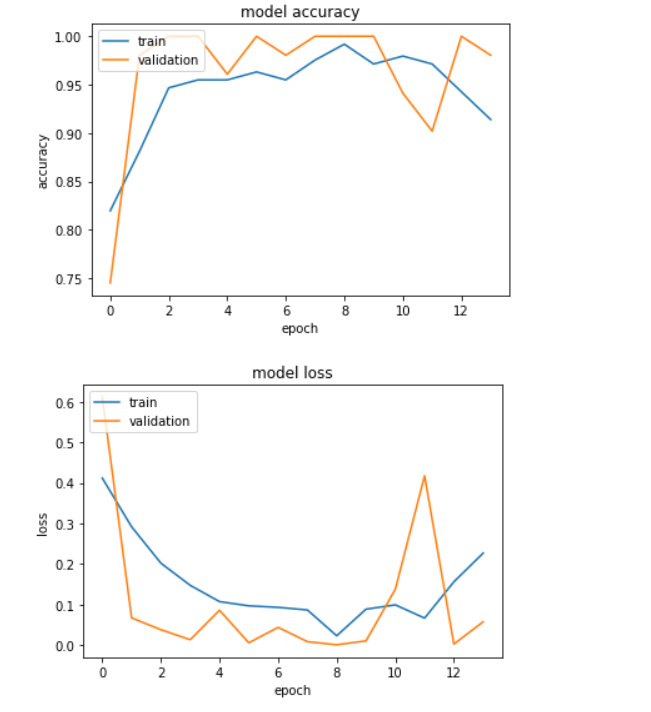 model accuracy
train
validation
1.00
0.95
0.90
0.85
0.80
0.75
accuracy
0 2 4 6 8 10 12
epoch
model loss
train
validation
0.6
0.5
0.4
0.3
0.2
0.1
0.0
loss
0 2 4 6 8 10 12
epoch